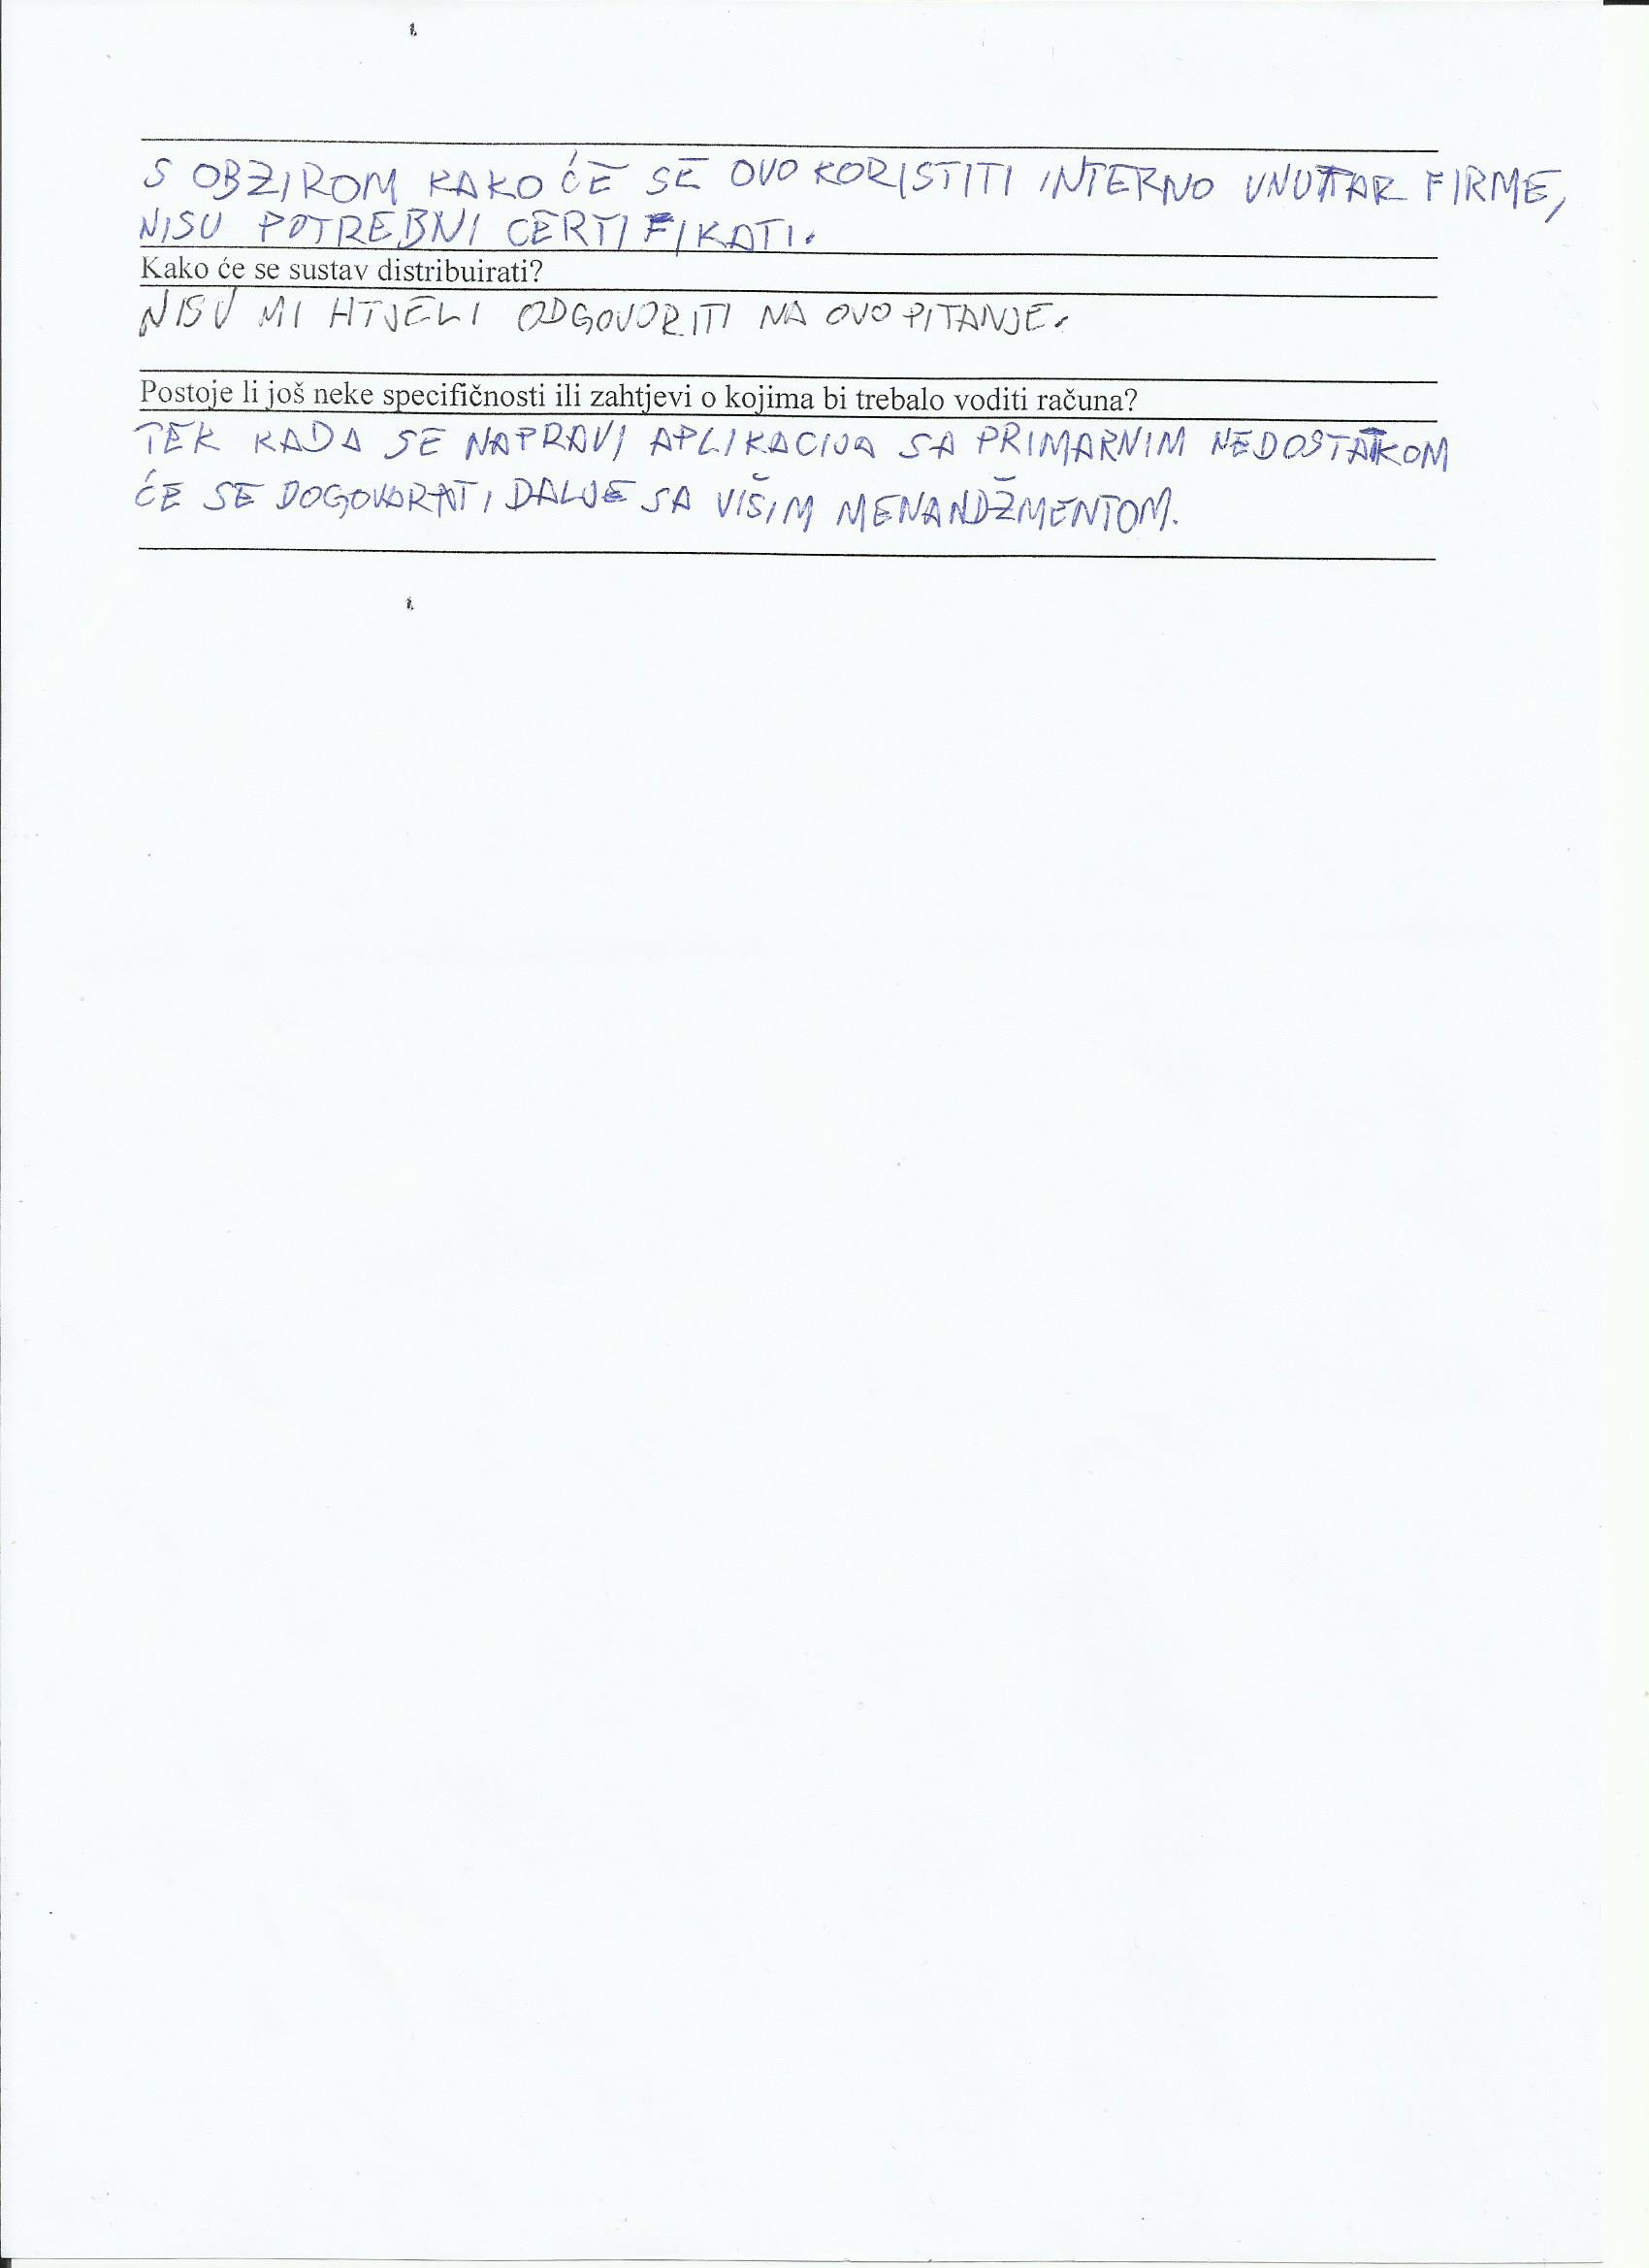 S OBZIROM KAKO ĆE SE OVO KORISTITI INTERNO UNUTAR FIRME,
NISU POTREBNI CERTIFIKATI.
Kako će se sustav distribuirati?
NISU MI HTJELI ODGOVORITI NA OVO PITANJE.
Postoje li još neke specifičnosti ili zahtjevi o kojima bi trebalo voditi računa?
TEK KADA SE NAPRAVI APLIKACIJA SA PRIMARNIM NEDOSTATKOM
ĆE SE DOGOVARATI DALJE SA VIŠIM MENANDŽMENTOM.